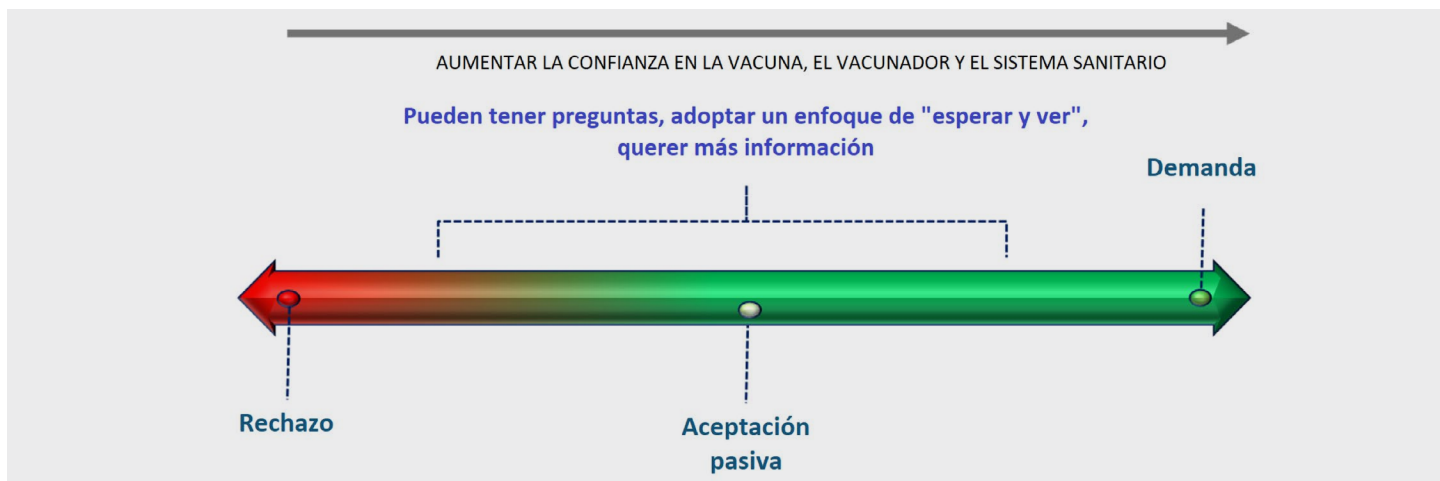 AUMENTAR LA CONFIANZA EN LA VACUNA, EL VACUNADOR Y EL SISTEMA SANITARIO
Pueden tener preguntas, adoptar un enfoque de "esperar y ver",
querer más información
Demanda
Rechazo
Aceptación
pasiva